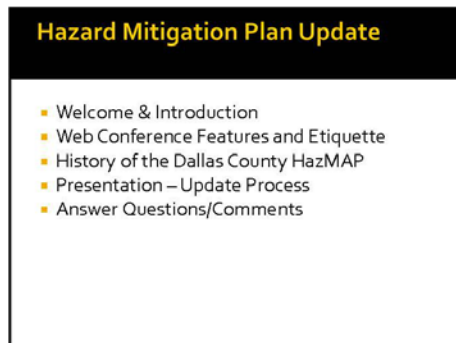 Hazard Mitigation Plan Update
Welcome & Introduction
Web Conference Features and Etiquette
History of the Dallas County HazMAP
Presentation – Update Process
Answer Questions/Comments